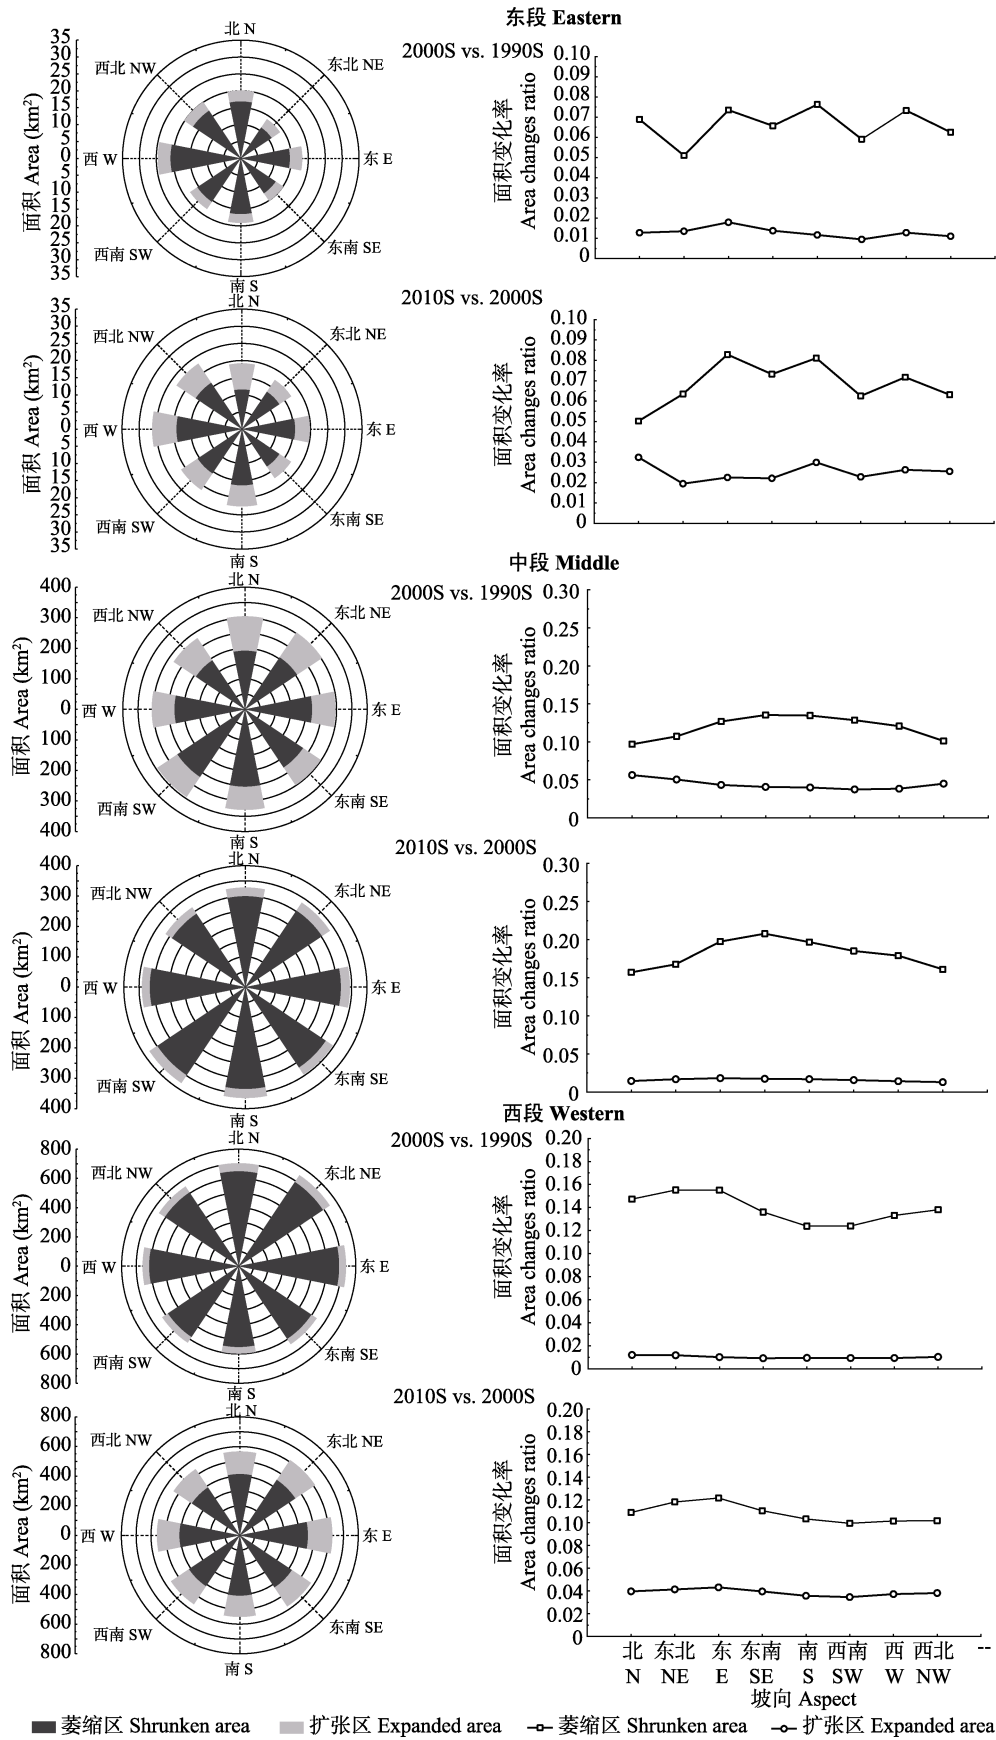 东段 Eastern
2000S vs. 1990S
面积 Area (km²)
35
30
25
20
15
10
5
0
5
10
15
20
25
30
35
北 N
东北 NE
东 E
东南 SE
南 S
西南 SW
西 W
西北 NW
面积变化率
Area changes ratio
0.10
0.09
0.08
0.07
0.06
0.05
0.04
0.03
0.02
0.01
0
2010S vs. 2000S
面积 Area (km²)
35
30
25
20
15
10
5
0
5
10
15
20
25
30
35
北 N
东北 NE
东 E
东南 SE
南 S
西南 SW
西 W
西北 NW
面积变化率
Area changes ratio
0.10
0.09
0.08
0.07
0.06
0.05
0.04
0.03
0.02
0.01
0
中段 Middle
2000S vs. 1990S
面积 Area (km²)
400
300
200
100
0
100
200
300
400
北 N
东北 NE
东 E
东南 SE
南 S
西南 SW
西 W
西北 NW
面积变化率
Area changes ratio
0.30
0.25
0.20
0.15
0.10
0.05
0
2010S vs. 2000S
面积 Area (km²)
400
300
200
100
0
100
200
300
400
北 N
东北 NE
东 E
东南 SE
南 S
西南 SW
西 W
西北 NW
面积变化率
Area changes ratio
0.30
0.25
0.20
0.15
0.10
0.05
0
西段 Western
2000S vs. 1990S
面积 Area (km²)
800
600
400
200
0
200
400
600
800
北 N
东北 NE
东 E
东南 SE
南 S
西南 SW
西 W
西北 NW
面积变化率
Area changes ratio
0.20
0.18
0.16
0.14
0.12
0.10
0.08
0.06
0.04
0.02
0
2010S vs. 2000S
面积 Area (km²)
800
600
400
200
0
200
400
600
800
北 N
东北 NE
东 E
东南 SE
南 S
西南 SW
西 W
西北 NW
面积变化率
Area changes ratio
0.20
0.18
0.16
0.14
0.12
0.10
0.08
0.06
0.04
0.02
0
北 东北 东 东南 南 西南 西 西北 --
N NE E SE S SW W NW
坡向 Aspect
萎缩区 Shrunken area 扩张区 Expanded area 萎缩区 Shrunken area 扩张区 Expanded area